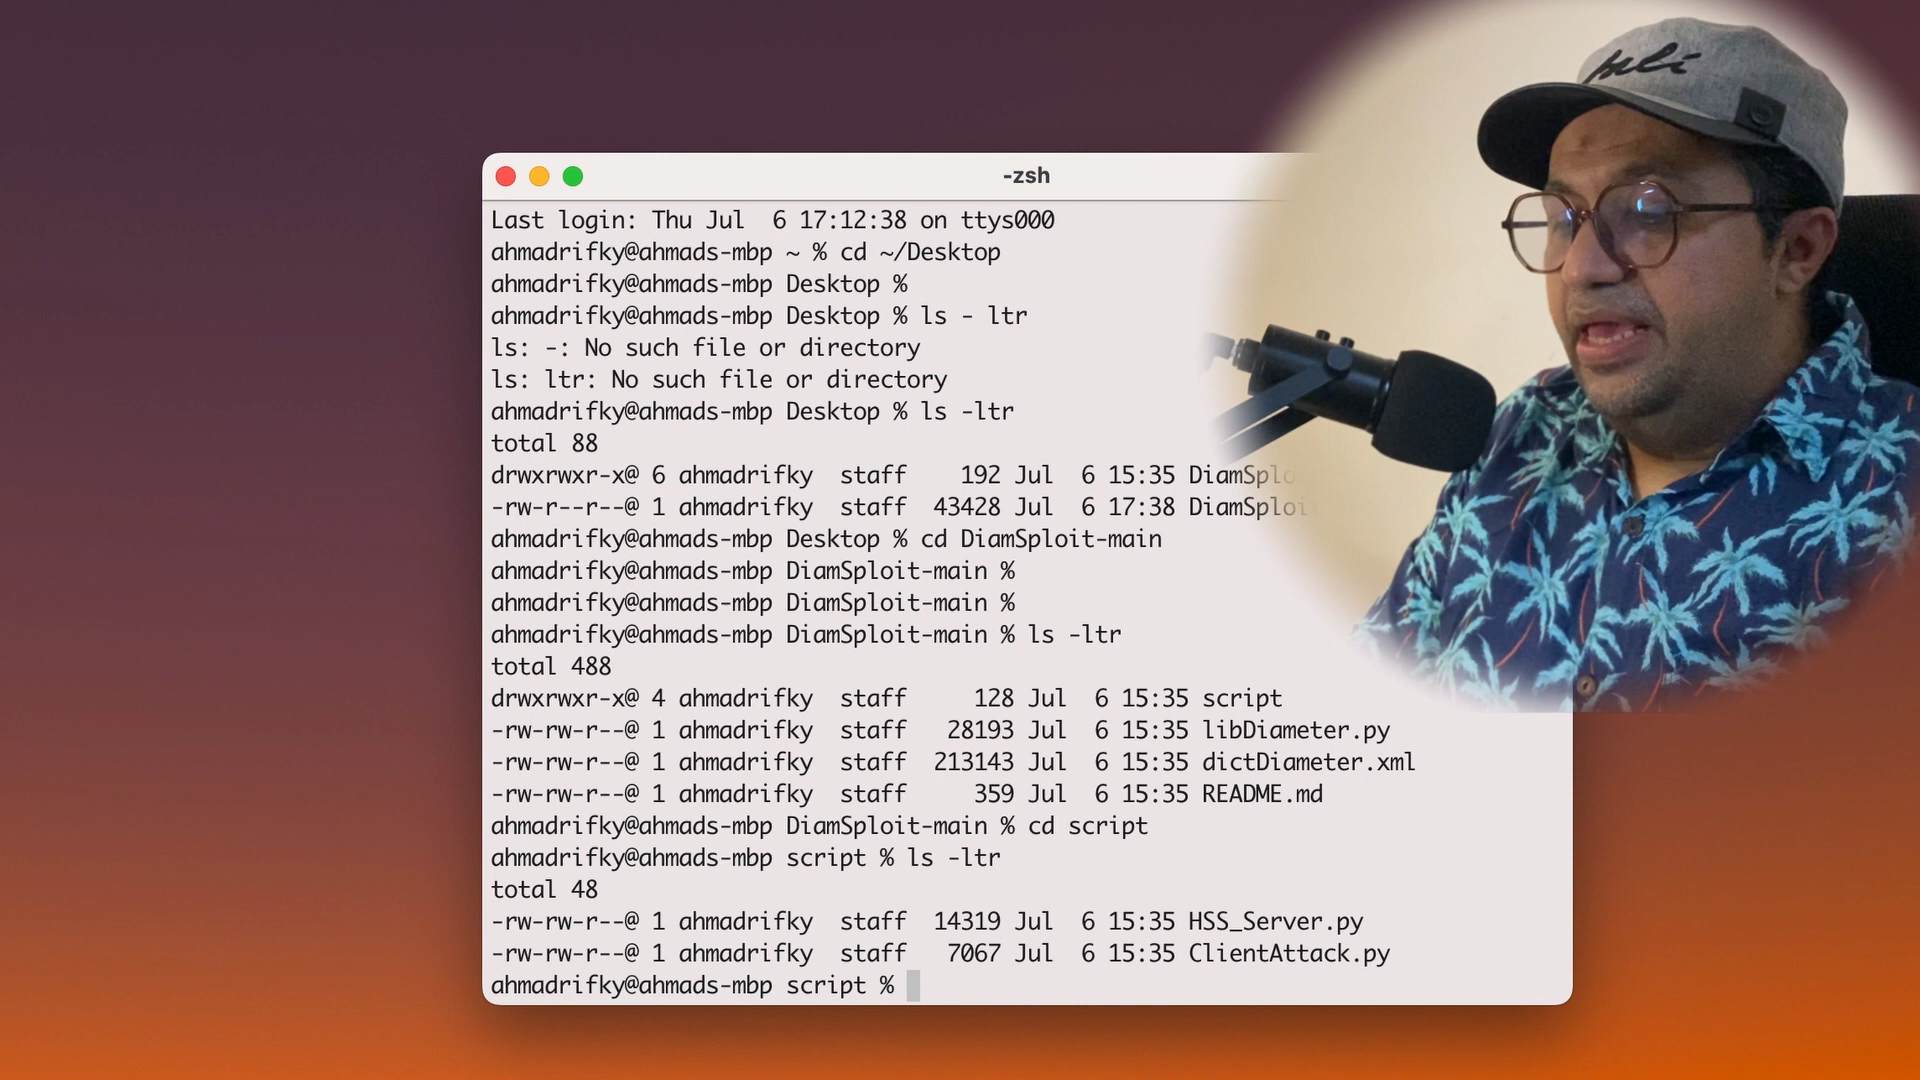 -zsh
Last login: Thu Jul  6 17:12:38 on ttys000
ahmadrifky@ahmads-mbp ~ % cd ~/Desktop
ahmadrifky@ahmads-mbp Desktop %
ahmadrifky@ahmads-mbp Desktop % ls - ltr
ls: -: No such file or directory
ls: ltr: No such file or directory
ahmadrifky@ahmads-mbp Desktop % ls -ltr
total 88
drwxrwxr-x@ 6 ahmadrifky  staff    192 Jul  6 15:35
-rw-r--r--@ 1 ahmadrifky  staff  43428 Jul  6 17:38
ahmadrifky@ahmads-mbp Desktop % cd DiamSploit-main
ahmadrifky@ahmads-mbp DiamSploit-main %
ahmadrifky@ahmads-mbp DiamSploit-main %
ahmadrifky@ahmads-mbp DiamSploit-main % ls -ltr
total 488
drwxrwxr-x@ 4 ahmadrifky  staff     128 Jul  6 15:35 script
-rw-rw-r--@ 1 ahmadrifky  staff   28193 Jul  6 15:35 libDiameter.py
-rw-rw-r--@ 1 ahmadrifky  staff  213143 Jul  6 15:35 dictDiameter.xml
-rw-rw-r--@ 1 ahmadrifky  staff     359 Jul  6 15:35 README.md
ahmadrifky@ahmads-mbp DiamSploit-main % cd script
ahmadrifky@ahmads-mbp script % ls -ltr
total 48
-rw-rw-r--@ 1 ahmadrifky  staff  14319 Jul  6 15:35 HSS_Server.py
-rw-rw-r--@ 1 ahmadrifky  staff   7067 Jul  6 15:35 ClientAttack.py
ahmadrifky@ahmads-mbp script %